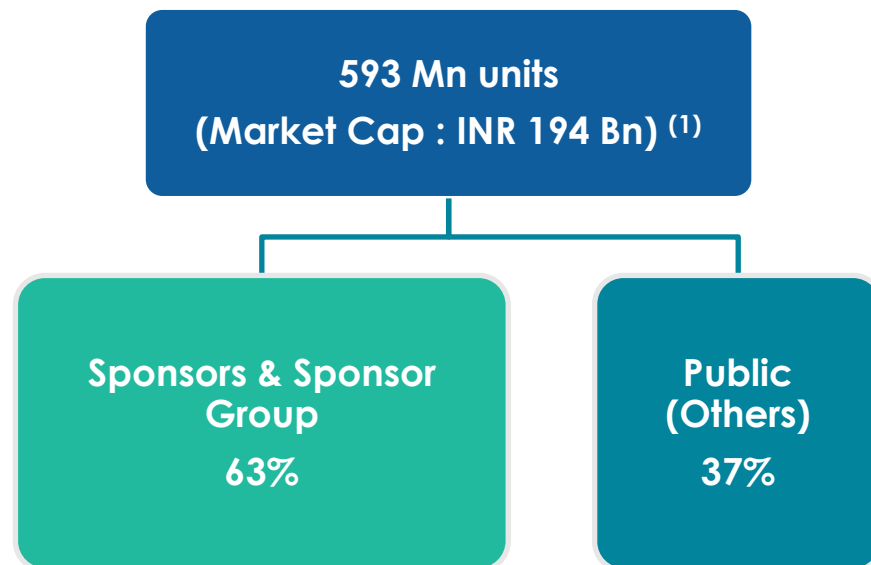 593 Mn units
(Market Cap : INR 194 Bn) (1)
Sponsors & Sponsor
Group
63%
Public
(Others)
37%